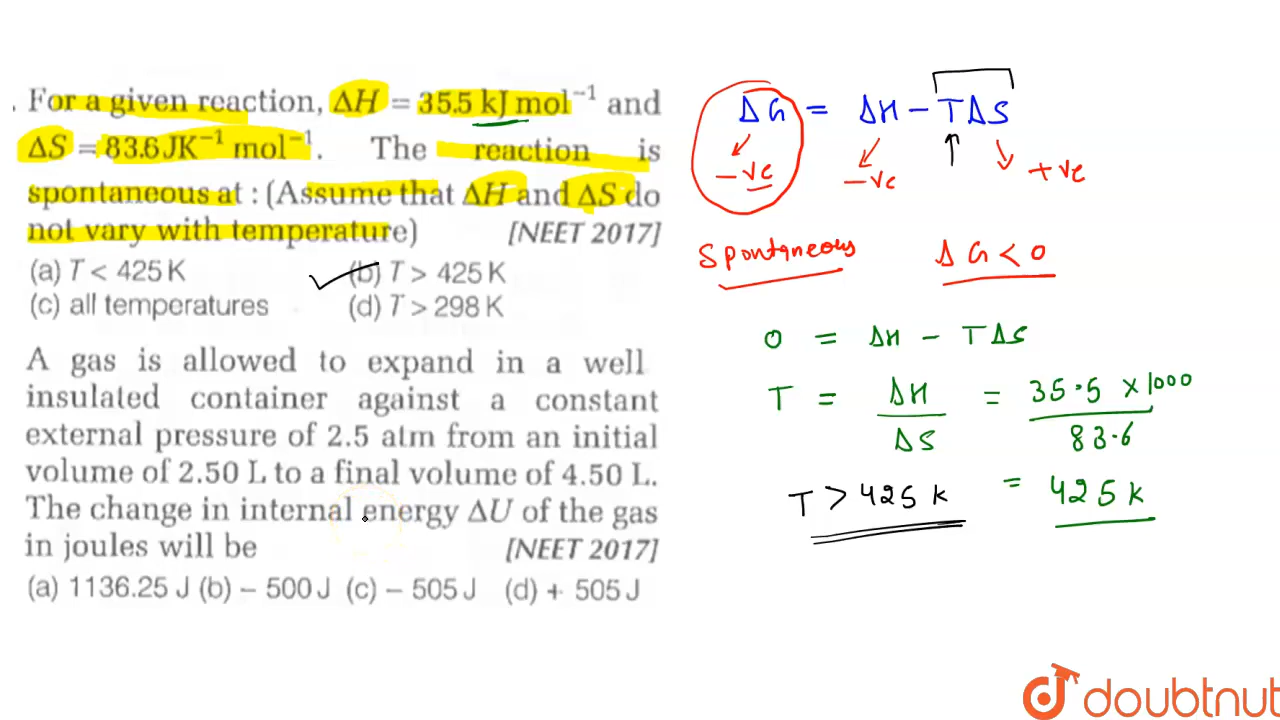 . For a given reaction, ΔH = 35.5 kJ mol⁻¹ and
ΔS = 83.6 JK⁻¹ mol⁻¹. The reaction is
spontaneous at : (Assume that ΔH and ΔS do
not vary with temperature) [NEET 2017]
(a) T < 425 K (b) T > 425 K
(c) all temperatures (d) T > 298 K
A gas is allowed to expand in a well
insulated container against a constant
external pressure of 2.5 atm from an initial
volume of 2.50 L to a final volume of 4.50 L.
The change in internal energy ΔU of the gas
in joules will be [NEET 2017]
(a) 1136.25 J (b) – 500 J (c) – 505 J (d) + 505 J
ΔG = ΔH – TΔS
–ve –ve +ve
Spontaneous ΔG < 0
0 = ΔH – TΔS
T = ΔH / ΔS = 35.5 × 1000 / 83.6
T > 425 K = 425 K
doubtnut